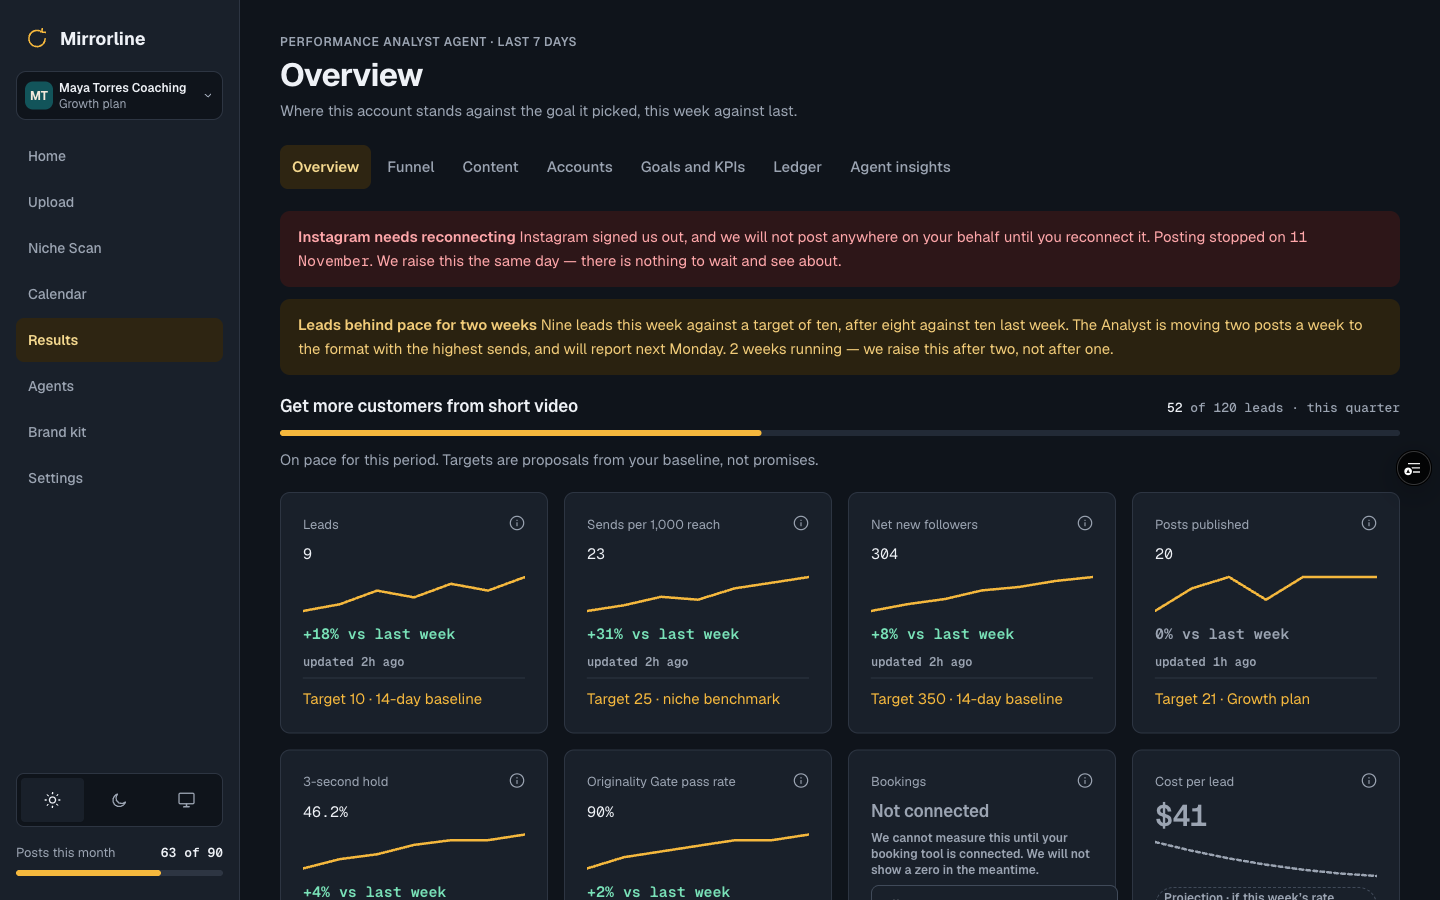 Mirrorline
MT
Maya Torres Coaching
Growth plan
Home
Upload
Niche Scan
Calendar
Results
Agents
Brand kit
Settings
Posts this month
63 of 90
PERFORMANCE ANALYST AGENT · LAST 7 DAYS
Overview
Where this account stands against the goal it picked, this week against last.
Overview
Funnel
Content
Accounts
Goals and KPIs
Ledger
Agent insights
Instagram needs reconnecting Instagram signed us out, and we will not post anywhere on your behalf until you reconnect it. Posting stopped on 11
November. We raise this the same day — there is nothing to wait and see about.
Leads behind pace for two weeks Nine leads this week against a target of ten, after eight against ten last week. The Analyst is moving two posts a week to
the format with the highest sends, and will report next Monday. 2 weeks running — we raise this after two, not after one.
Get more customers from short video
52 of 120 leads · this quarter
On pace for this period. Targets are proposals from your baseline, not promises.
Leads
9
+18% vs last week
updated 2h ago
Target 10 · 14-day baseline
Sends per 1,000 reach
23
+31% vs last week
updated 2h ago
Target 25 · niche benchmark
Net new followers
304
+8% vs last week
updated 2h ago
Target 350 · 14-day baseline
Posts published
20
0% vs last week
updated 1h ago
Target 21 · Growth plan
3-second hold
46.2%
+4% vs last week
Originality Gate pass rate
90%
+2% vs last week
Bookings
Not connected
We cannot measure this until your
booking tool is connected. We will not
show a zero in the meantime.
Cost per lead
$41
Projection · if this week's rate